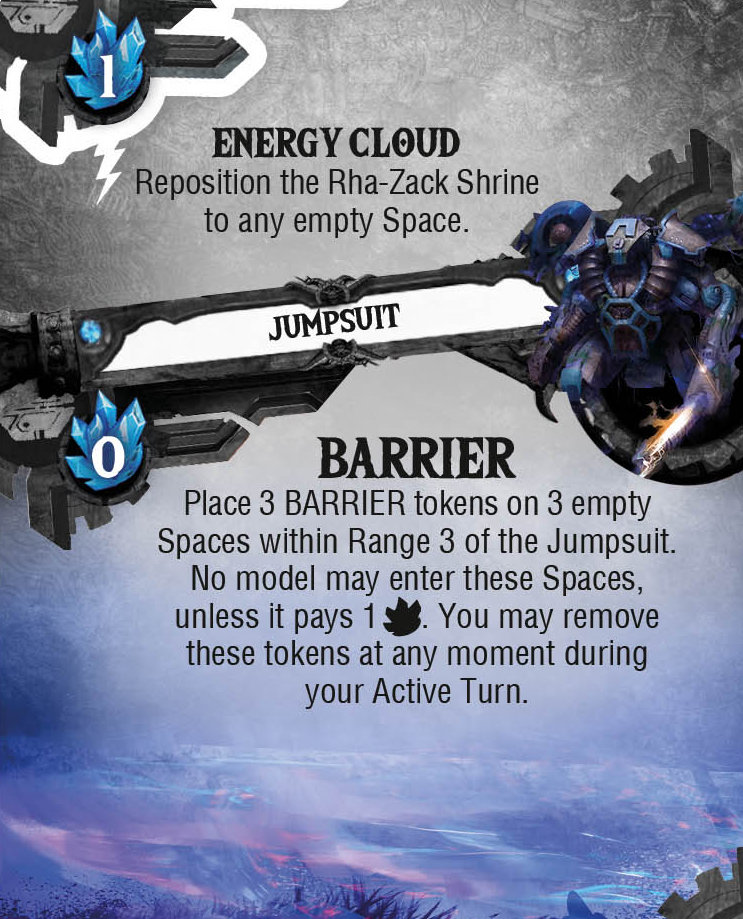 1
ENERGY CLOUD
Reposition the Rha-Zack Shrine
to any empty Space.
JUMPSUIT
0
BARRIER
Place 3 BARRIER tokens on 3 empty
Spaces within Range 3 of the Jumpsuit.
No model may enter these Spaces,
unless it pays 1 . You may remove
these tokens at any moment during
your Active Turn.